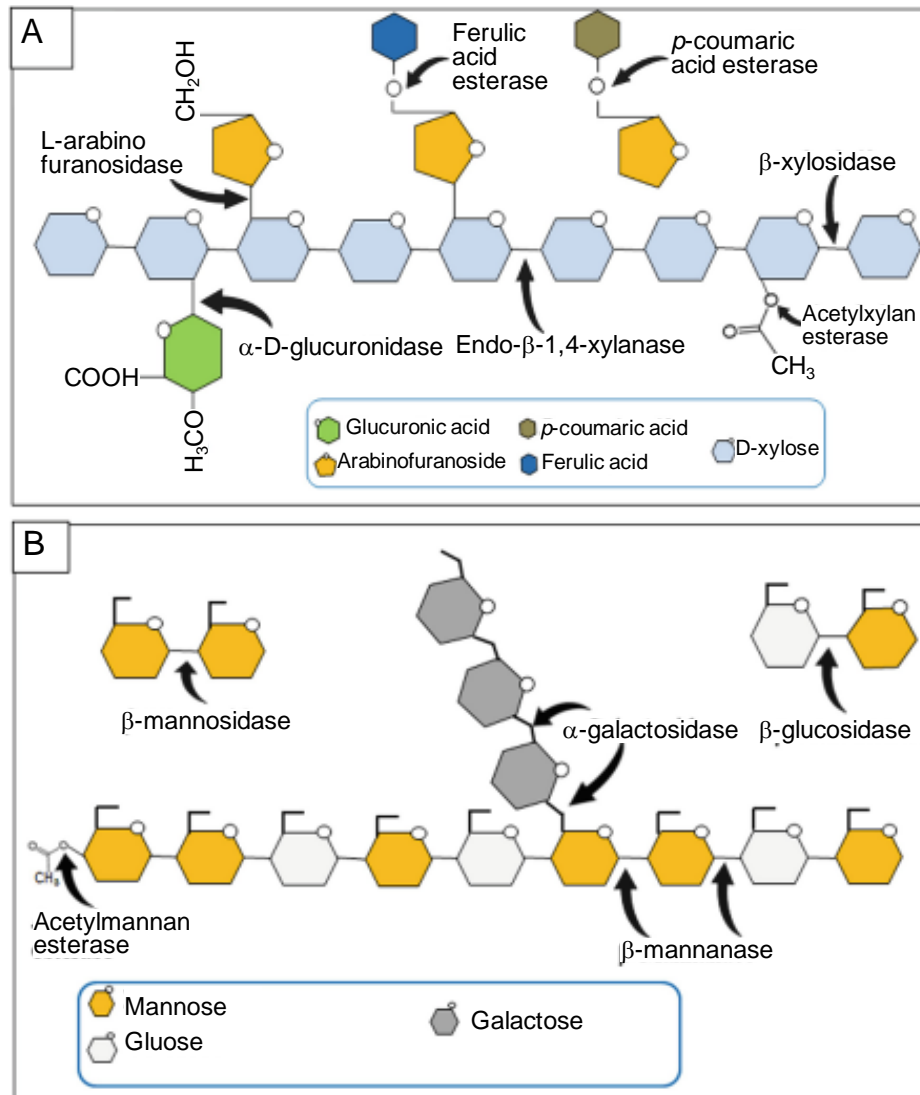 A
CH₂OH
Ferulic
acid
esterase
p-coumaric
acid esterase
L-arabino
furanosidase
β-xylosidase
α-D-glucuronidase
Endo-β-1,4-xylanase
Acetylxylan
esterase
COOH
H₃CO
CH₃
Glucuronic acid
p-coumaric acid
D-xylose
Arabinofuranoside
Ferulic acid
B
β-mannosidase
α-galactosidase
β-glucosidase
CH₃
Acetylmannan
esterase
β-mannanase
Mannose
Galactose
Gluose